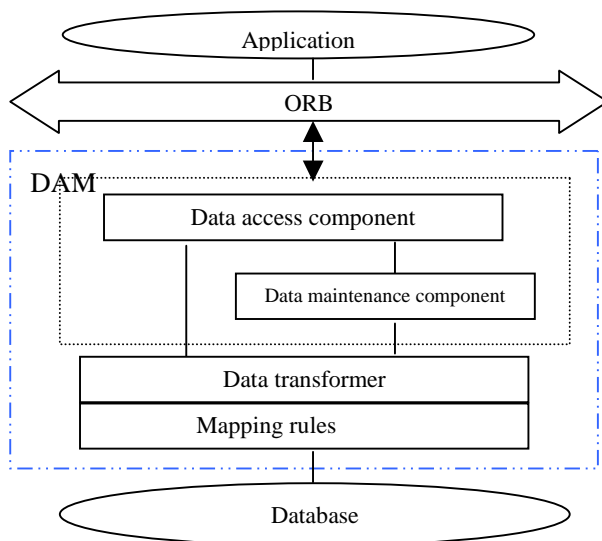 Application
ORB
DAM
Data access component
Data maintenance component
Data transformer
Mapping rules
Database